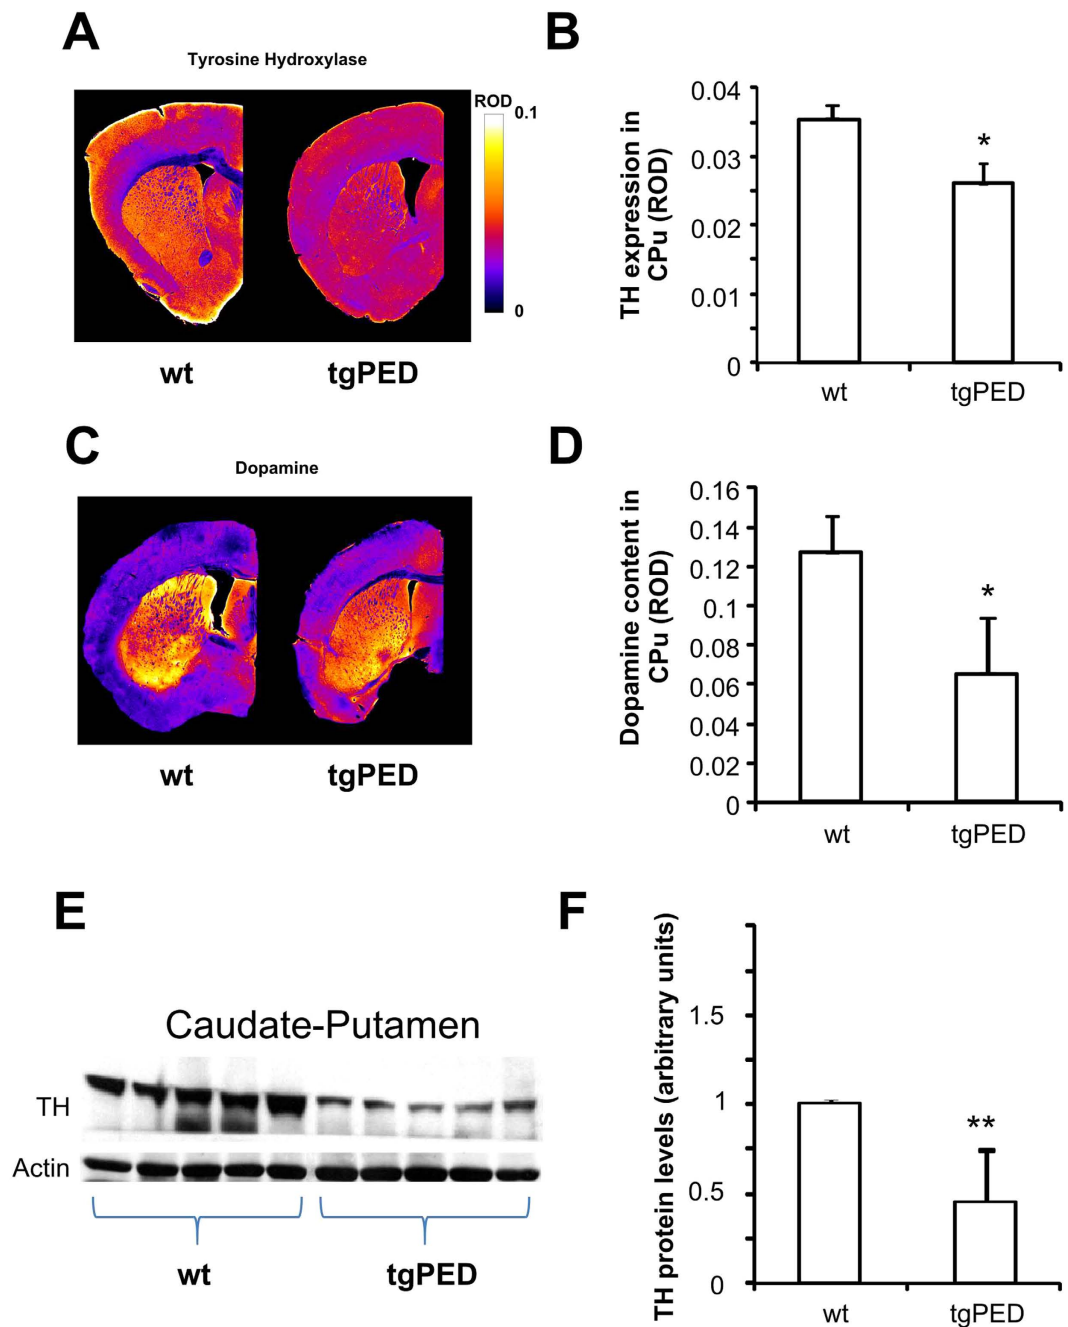 A
Tyrosine Hydroxylase
ROD
0.1
0
wt
tgPED
B
TH expression in
CPu (ROD)
0.04
0.03
0.02
0.01
0
*
wt
tgPED
C
Dopamine
wt
tgPED
D
Dopamine content in
CPu (ROD)
0.16
0.14
0.12
0.1
0.08
0.06
0.04
0.02
0
*
wt
tgPED
E
Caudate-Putamen
TH
Actin
wt
tgPED
F
TH protein levels (arbitrary units)
1.5
1
0.5
0
**
wt
tgPED